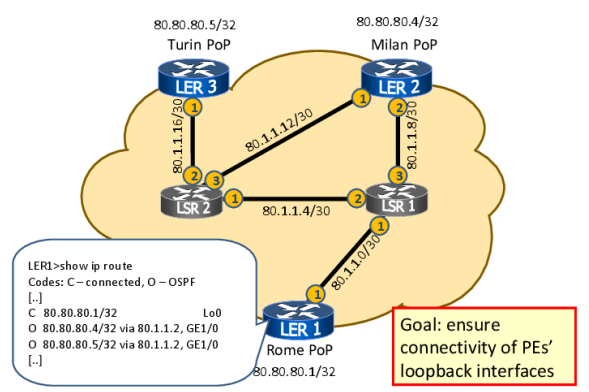 80.80.80.5/32
Turin PoP
80.80.80.4/32
Milan PoP
LER 3
LER 2
1
1
2
80.1.1.16/30
80.1.1.12/30
80.1.1.8/30
2
3
3
LSR 2
1
2
LSR 1
80.1.1.4/30
1
80.1.1.0/30
1
LER 1
Rome PoP
80.80.80.1/32
LER1>show ip route
Codes: C – connected, O – OSPF
[..]
C 80.80.80.1/32 Lo0
O 80.80.80.4/32 via 80.1.1.2, GE1/0
O 80.80.80.5/32 via 80.1.1.2, GE1/0
[..]
Goal: ensure
connectivity of PEs’
loopback interfaces